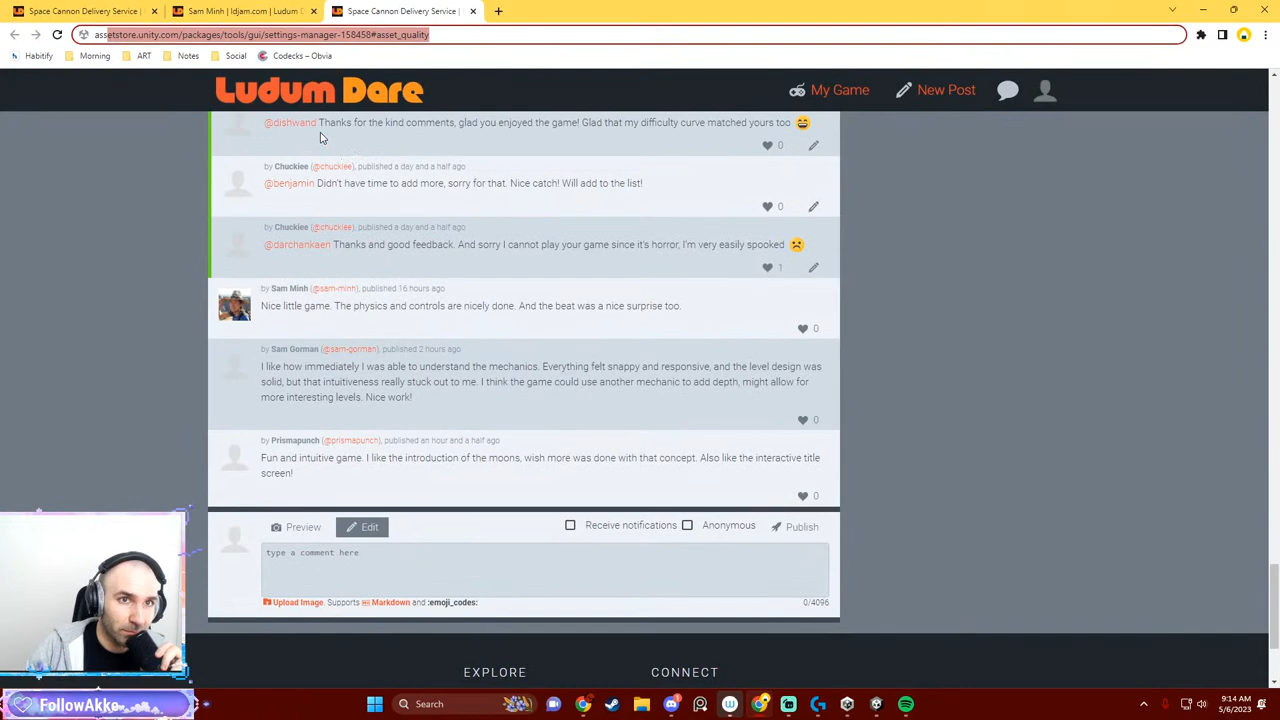 Space Cannon Delivery Service |
Sam Minh | ldjam.com | Ludum D
Space Cannon Delivery Service |
assetstore.unity.com/packages/tools/gui/settings-manager-158458#asset_quality
Habitify
Morning
ART
Notes
Social
Codecks - Obvia
LUDUM DARE
My Game
New Post
@dishwand Thanks for the kind comments, glad you enjoyed the game! Glad that my difficulty curve matched yours too
0
by Chuckiee (@chuckiee), published a day and a half ago
@benjamin Didn't have time to add more, sorry for that. Nice catch! Will add to the list!
0
by Chuckiee (@chuckiee), published a day and a half ago
@darchankaen Thanks and good feedback. And sorry I cannot play your game since it's horror, I'm very easily spooked
1
by Sam Minh (@sam-minh), published 16 hours ago
Nice little game. The physics and controls are nicely done. And the beat was a nice surprise too.
0
by Sam Gorman (@sam-gorman), published 2 hours ago
I like how immediately I was able to understand the mechanics. Everything felt snappy and responsive, and the level design was
solid, but that intuitiveness really stuck out to me. I think the game could use another mechanic to add depth, might allow for
more interesting levels. Nice work!
0
by Prismapunch (@prismapunch), published an hour and a half ago
Fun and intuitive game. I like the introduction of the moons, wish more was done with that concept. Also like the interactive title
screen!
0
Preview
Edit
Receive notifications
Anonymous
Publish
type a comment here
Upload Image. Supports Markdown and :emoji_codes:
0/4096
EXPLORE
CONNECT
FollowAkke
Search
9:14 AM
5/6/2023